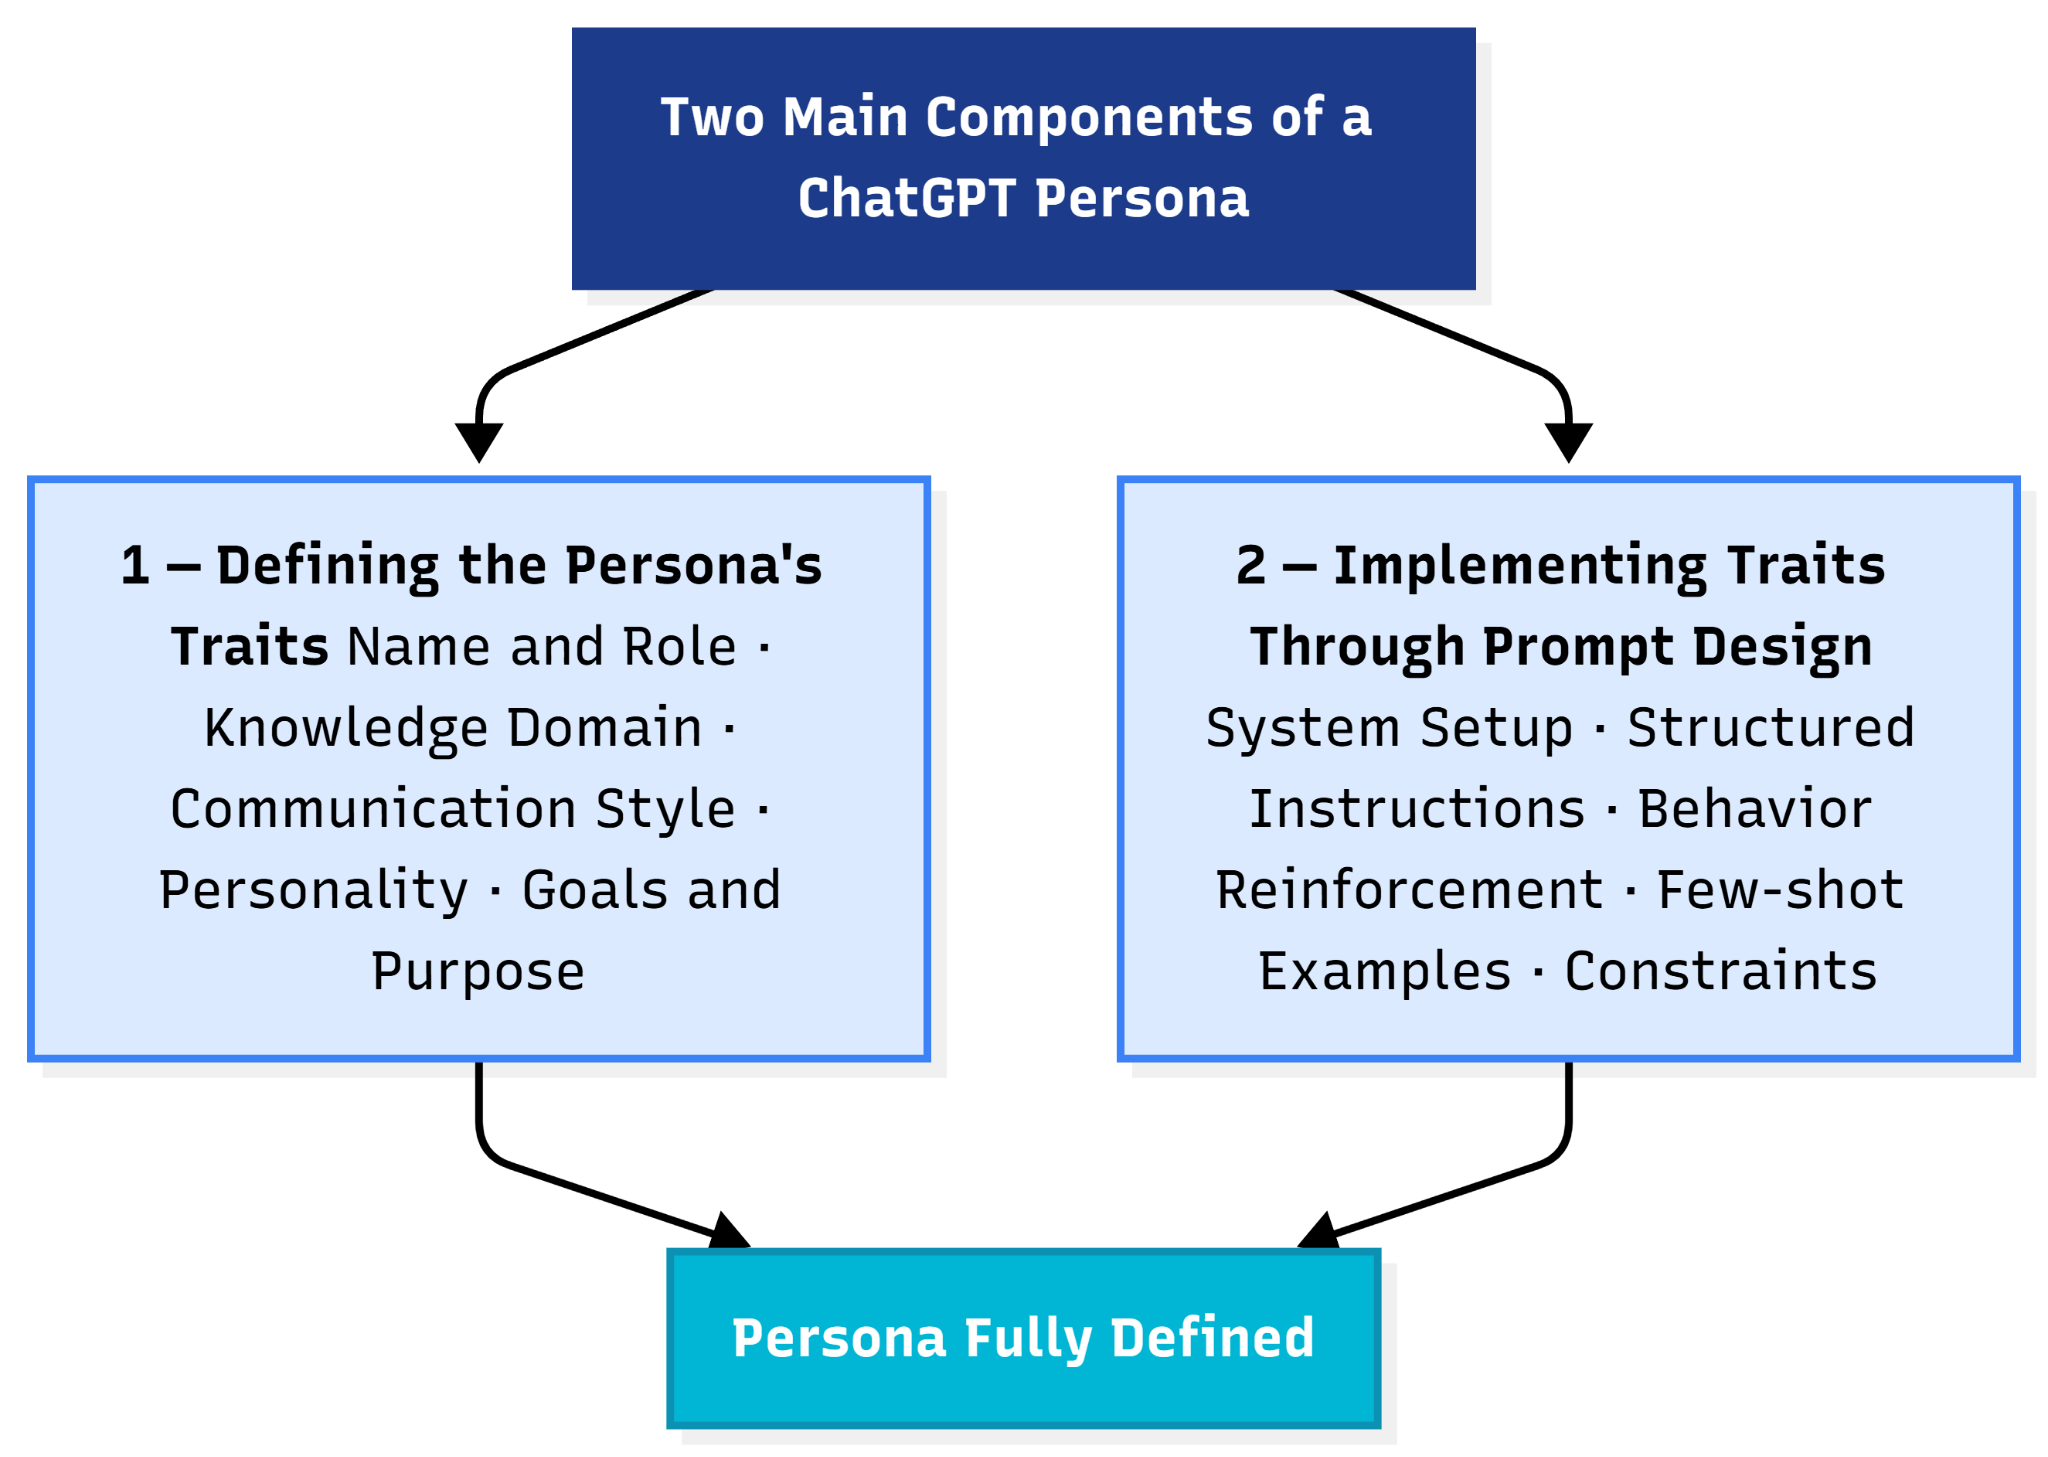 Two Main Components of a
ChatGPT Persona
1 – Defining the Persona's
Traits Name and Role ·
Knowledge Domain ·
Communication Style ·
Personality · Goals and
Purpose
2 – Implementing Traits
Through Prompt Design
System Setup · Structured
Instructions · Behavior
Reinforcement · Few-shot
Examples · Constraints
Persona Fully Defined